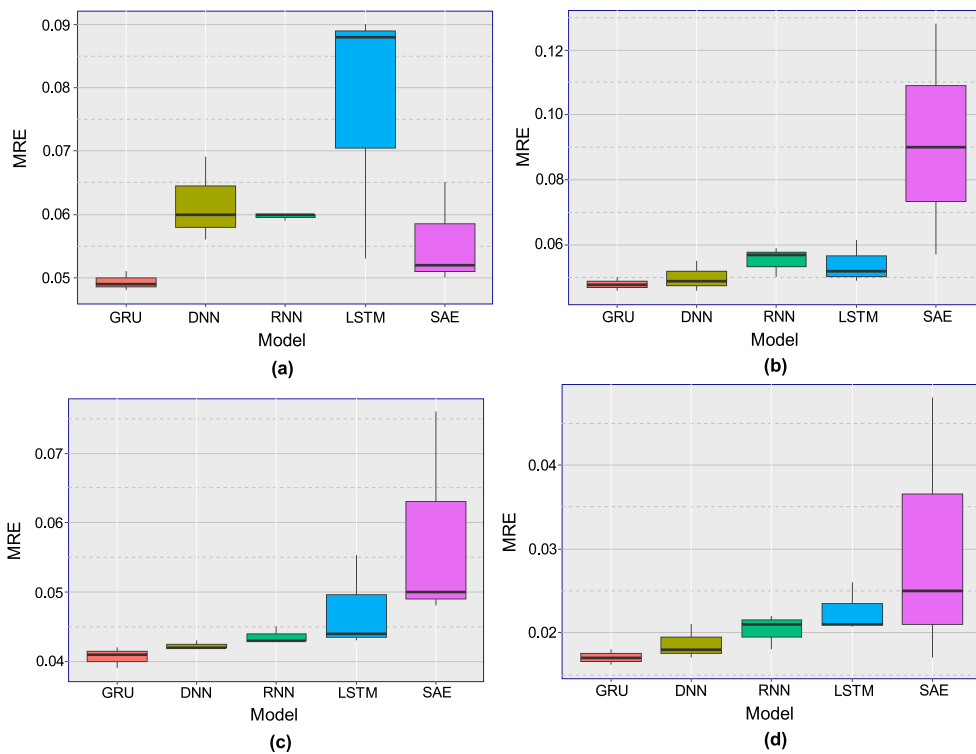 0.09
0.08
0.07
0.06
0.05
MRE
GRU DNN RNN LSTM SAE
Model
(a)
0.12
0.10
0.08
0.06
MRE
GRU DNN RNN LSTM SAE
Model
(b)
0.07
0.06
0.05
0.04
MRE
GRU DNN RNN LSTM SAE
Model
(c)
0.04
0.03
0.02
MRE
GRU DNN RNN LSTM SAE
Model
(d)